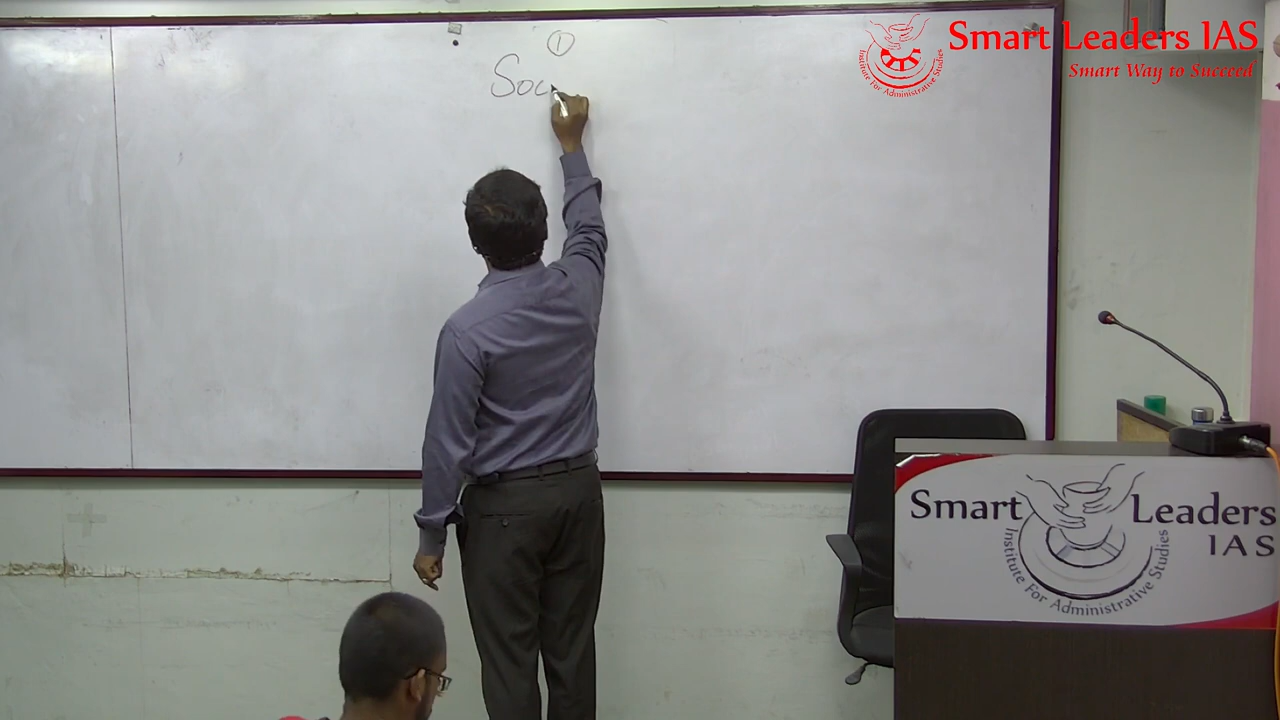 ①
Soc
Smart Leaders IAS
Smart Way to Succeed
Institute For Administrative Studies
Smart Leaders
IAS
Institute For Administrative Studies